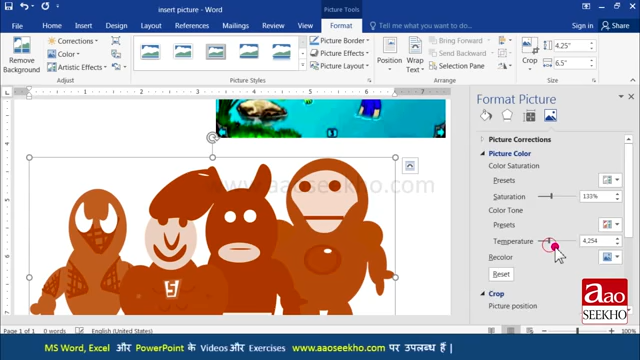 insert picture - Word
Picture Tools
File Home Insert Design Layout References Mailings Review View Format Tell me what you want to do... Sign in Share
Remove Background
Corrections
Color
Artistic Effects
Adjust
Picture Styles
Picture Border
Picture Effects
Picture Layout
Position
Wrap Text
Bring Forward
Send Backward
Selection Pane
Arrange
Crop
4.25"
6.5"
Size
Format Picture
Picture Corrections
Picture Color
Color Saturation
Presets
Saturation 133%
Color Tone
Presets
Temperature 4,254
Recolor
Reset
Crop
Picture position
www.aaoseekho.com
aao
SEEKHO
Page 1 of 1 0 words English (United States) 100%
MS Word, Excel और PowerPoint के Videos और Exercises www.aaoseekho.com पर उपलब्ध हैं |